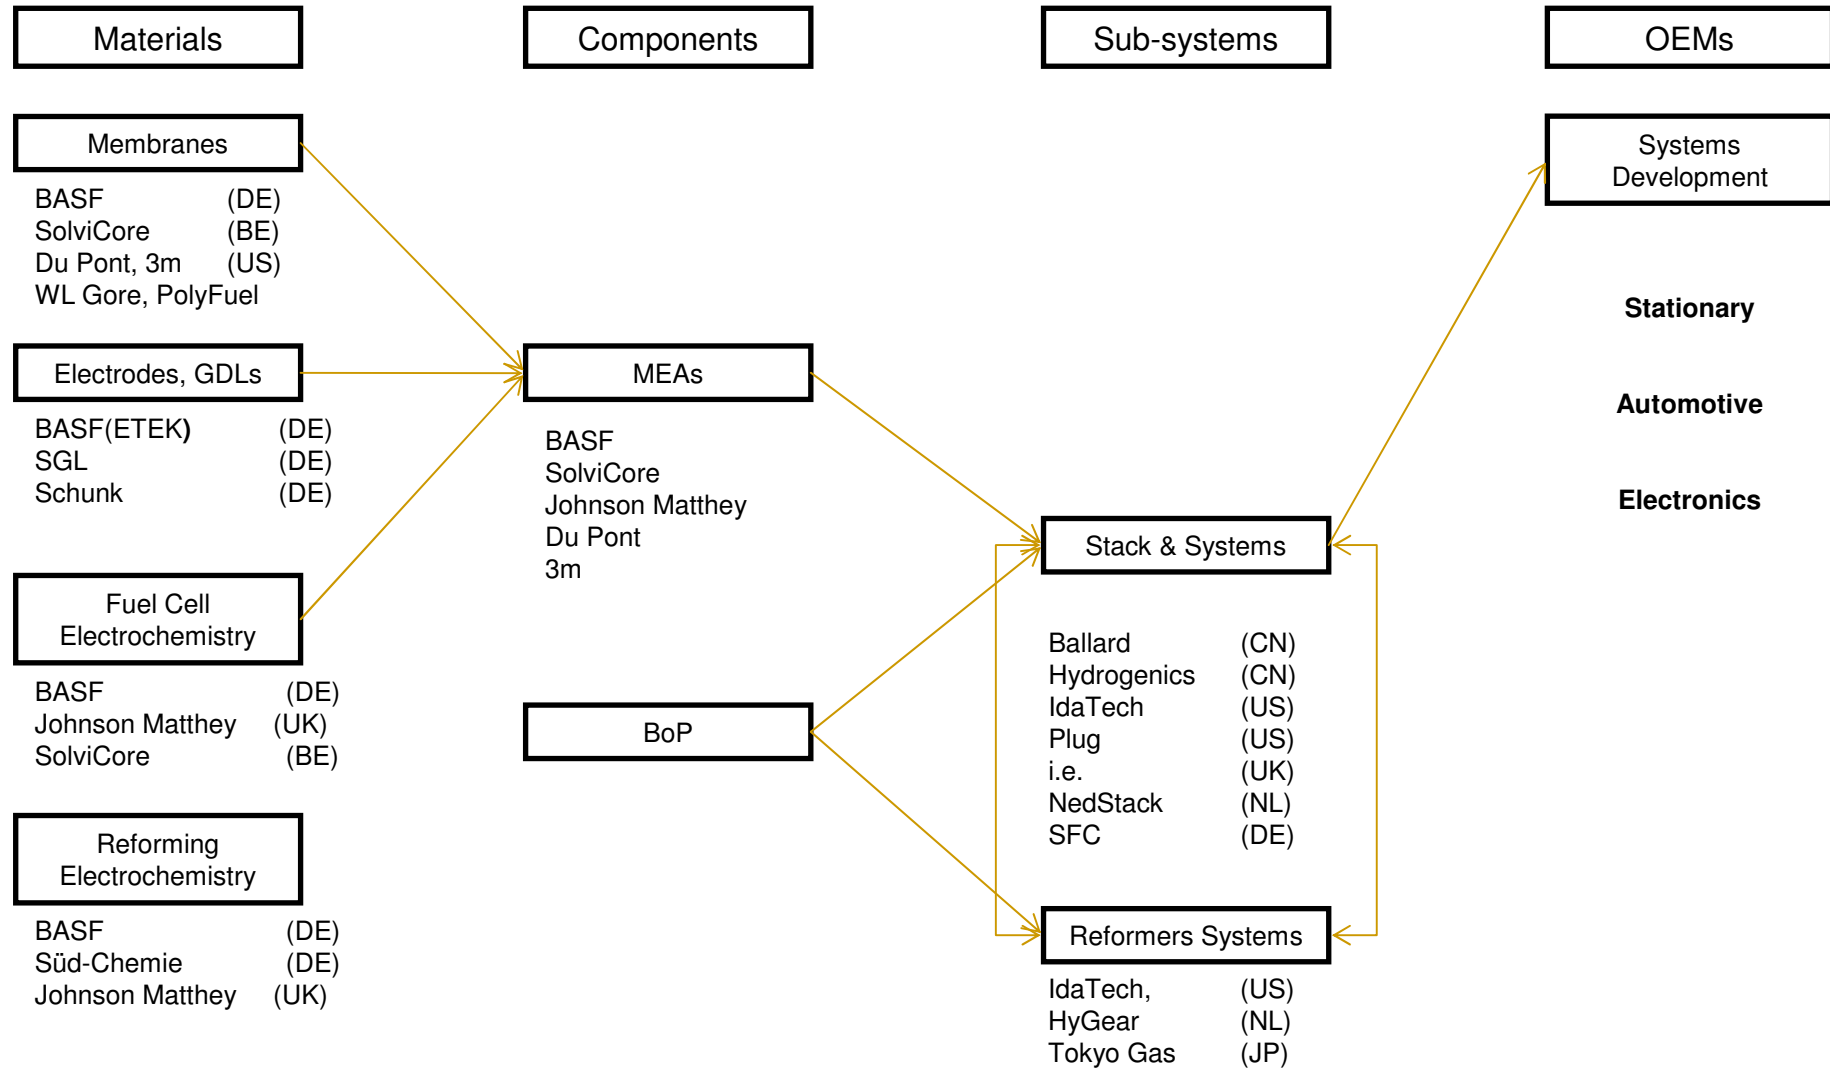 Materials
Components
Sub-systems
OEMs
Membranes
BASF (DE)
SolviCore (BE)
Du Pont, 3m (US)
WL Gore, PolyFuel
Electrodes, GDLs
BASF(ETEK) (DE)
SGL (DE)
Schunk (DE)
Fuel Cell
Electrochemistry
BASF (DE)
Johnson Matthey (UK)
SolviCore (BE)
Reforming
Electrochemistry
BASF (DE)
Süd-Chemie (DE)
Johnson Matthey (UK)
MEAs
BASF
SolviCore
Johnson Matthey
Du Pont
3m
BoP
Stack & Systems
Ballard (CN)
Hydrogenics (CN)
IdaTech (US)
Plug (US)
i.e. (UK)
NedStack (NL)
SFC (DE)
Reformers Systems
IdaTech, (US)
HyGear (NL)
Tokyo Gas (JP)
Systems
Development
Stationary
Automotive
Electronics